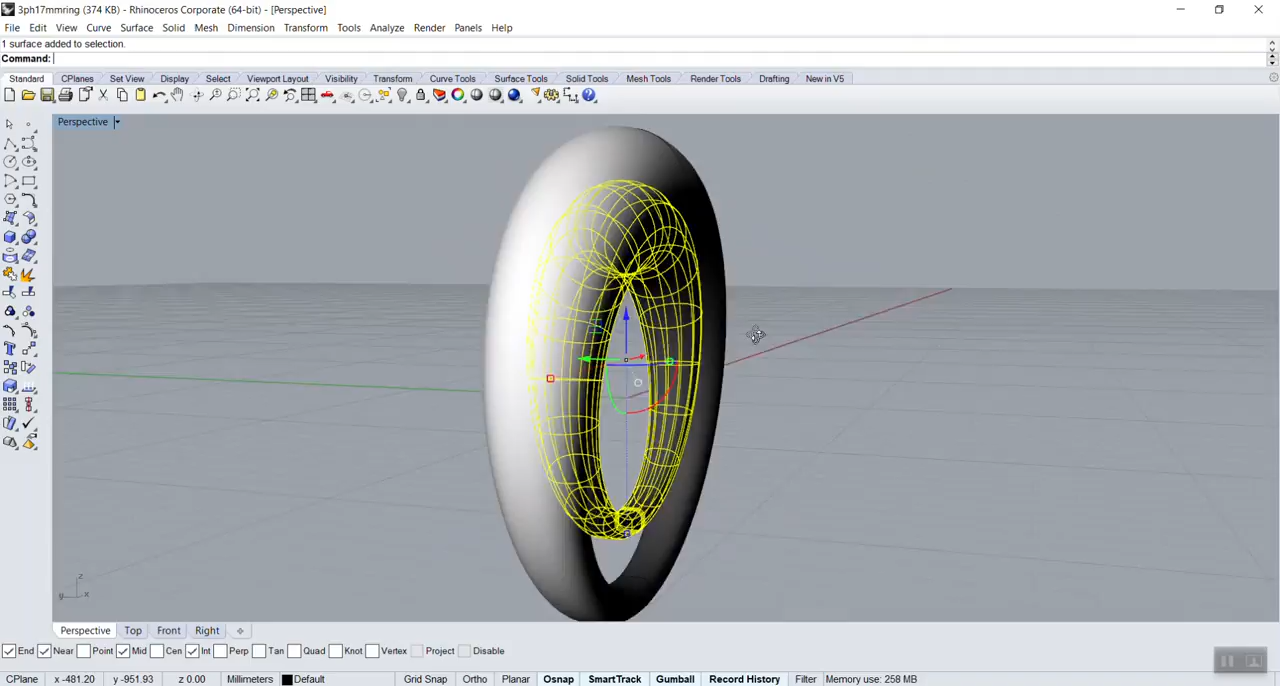 3ph17mmring (374 KB) - Rhinoceros Corporate (64-bit) - [Perspective]
File Edit View Curve Surface Solid Mesh Dimension Transform Tools Analyze Render Panels Help
1 surface added to selection.
Command:
Standard CPlanes Set View Display Select Viewport Layout Visibility Transform Curve Tools Surface Tools Solid Tools Mesh Tools Render Tools Drafting New in V5
Perspective
z
y x
Perspective Top Front Right
End Near Point Mid Cen Int Perp Tan Quad Knot Vertex Project Disable
CPlane x -481.20 y -951.93 z 0.00 Millimeters Default Grid Snap Ortho Planar Osnap SmartTrack Gumball Record History Filter Memory use: 258 MB